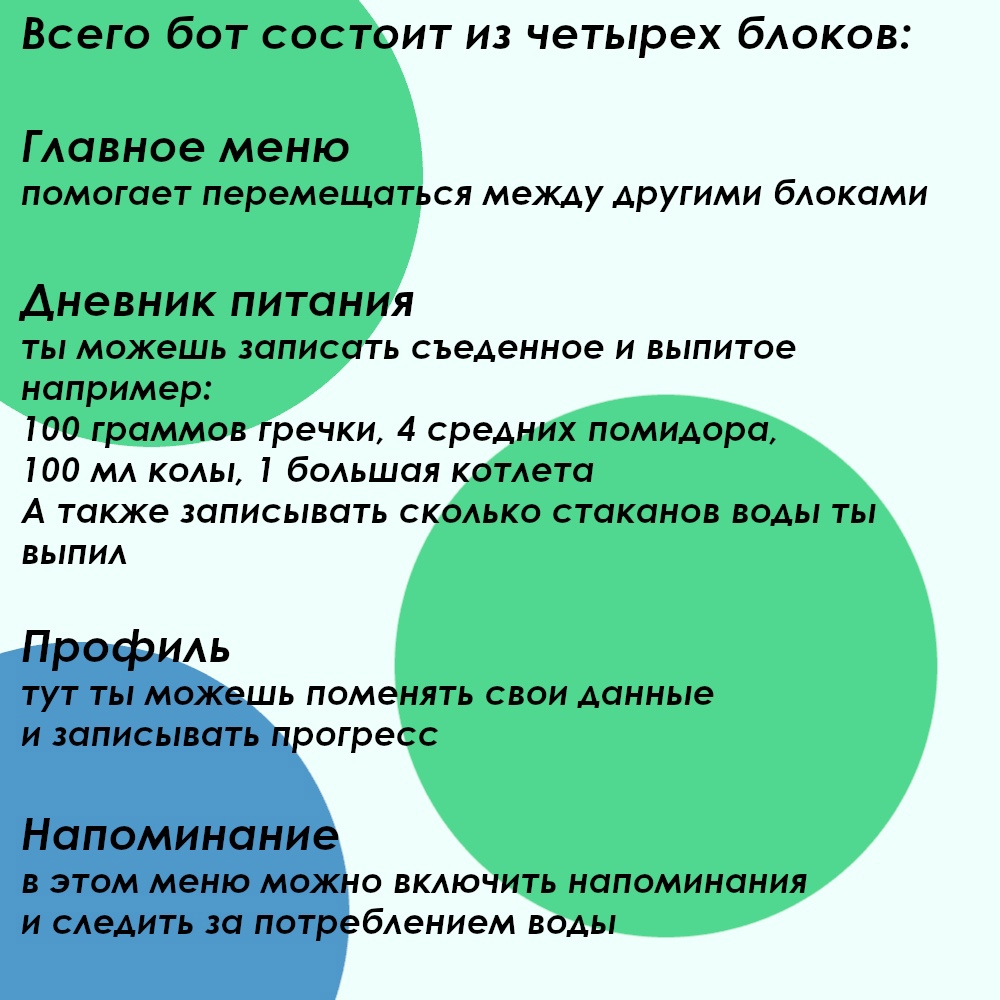 Всего бот состоит из четырех блоков:
Главное меню
помогает перемещаться между другими блоками
Дневник питания
ты можешь записать съеденное и выпитое
например:
100 граммов гречки, 4 средних помидора,
100 мл колы, 1 большая котлета
А также записывать сколько стаканов воды ты
выпил
Профиль
тут ты можешь поменять свои данные
и записывать прогресс
Напоминание
в этом меню можно включить напоминания
и следить за потреблением воды